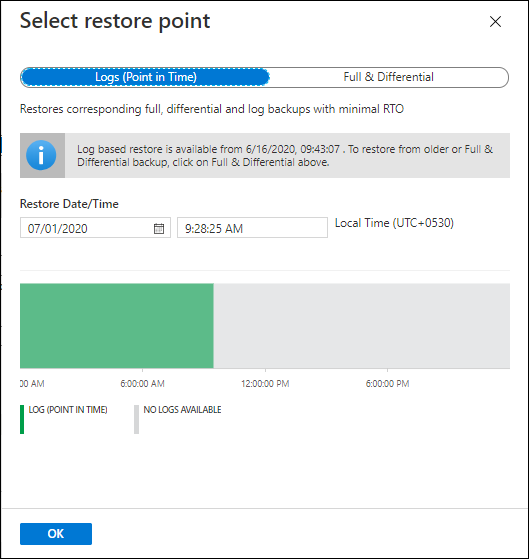 Select restore point
Logs (Point in Time)
Full & Differential
Restores corresponding full, differential and log backups with minimal RTO
Log based restore is available from 6/16/2020, 09:43:07 . To restore from older or Full &
Differential backup, click on Full & Differential above.
Restore Date/Time
07/01/2020
9:28:25 AM
Local Time (UTC+0530)
00 AM
6:00:00 AM
12:00:00 PM
6:00:00 PM
LOG (POINT IN TIME)
NO LOGS AVAILABLE
OK